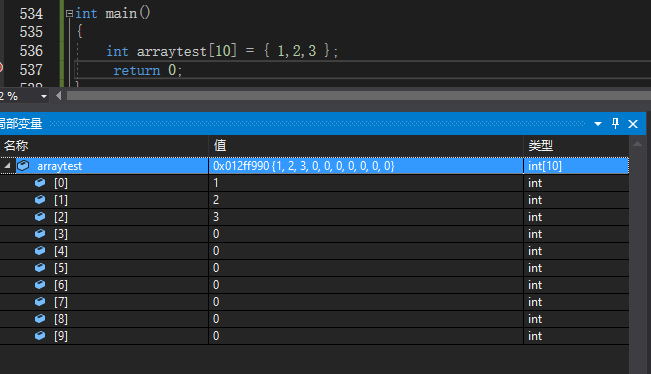 534 int main()
535 {
536 int arraytest[10] = { 1,2,3 };
537 return 0;
2 %
局部变量
名称 值 类型
arraytest 0x012ff990 {1, 2, 3, 0, 0, 0, 0, 0, 0, 0} int[10]
[0] 1 int
[1] 2 int
[2] 3 int
[3] 0 int
[4] 0 int
[5] 0 int
[6] 0 int
[7] 0 int
[8] 0 int
[9] 0 int